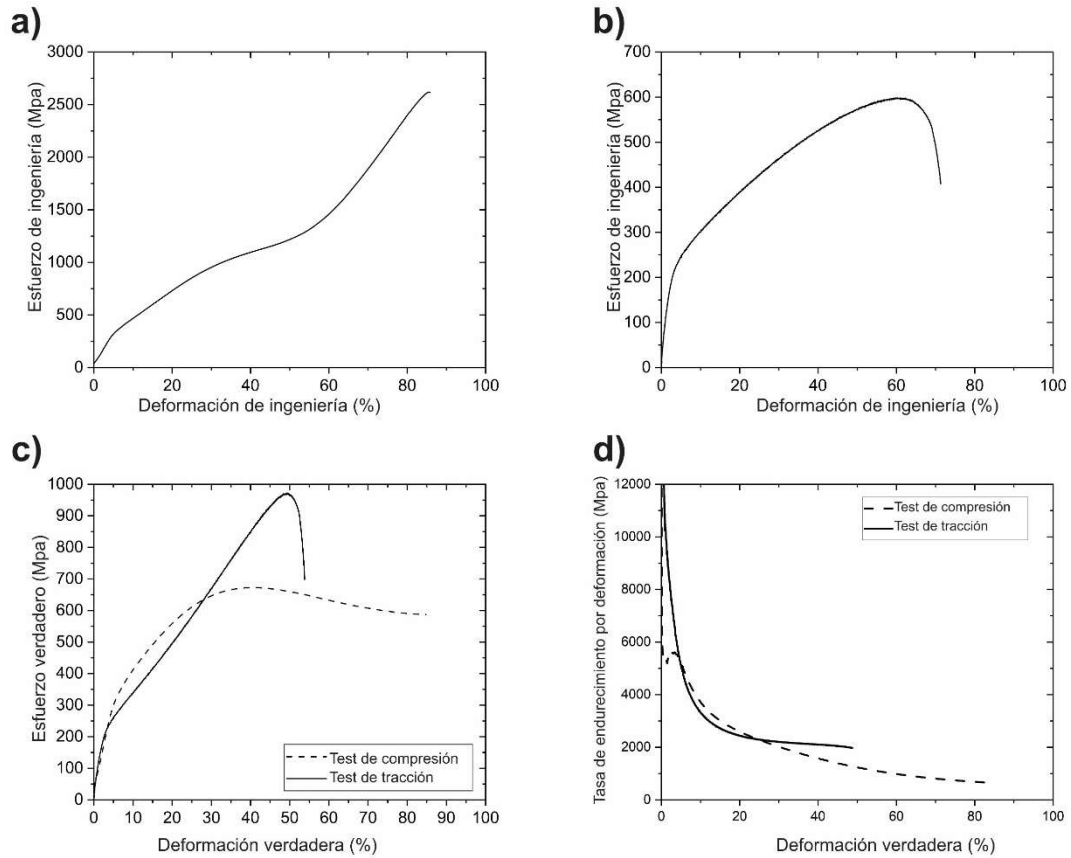 a)
Esfuerzo de ingeniería (Mpa)
3000
2500
2000
1500
1000
500
0
0 20 40 60 80 100
Deformación de ingeniería (%)
b)
Esfuerzo de ingeniería (Mpa)
700
600
500
400
300
200
100
0
0 20 40 60 80 100
Deformación de ingeniería (%)
c)
Esfuerzo verdadero (Mpa)
1000
900
800
700
600
500
400
300
200
100
0
Test de compresión
Test de tracción
0 10 20 30 40 50 60 70 80 90 100
Deformación verdadera (%)
d)
Tasa de endurecimiento por deformación (Mpa)
12000
10000
8000
6000
4000
2000
0
Test de compresión
Test de tracción
0 20 40 60 80 100
Deformación verdadera (%)